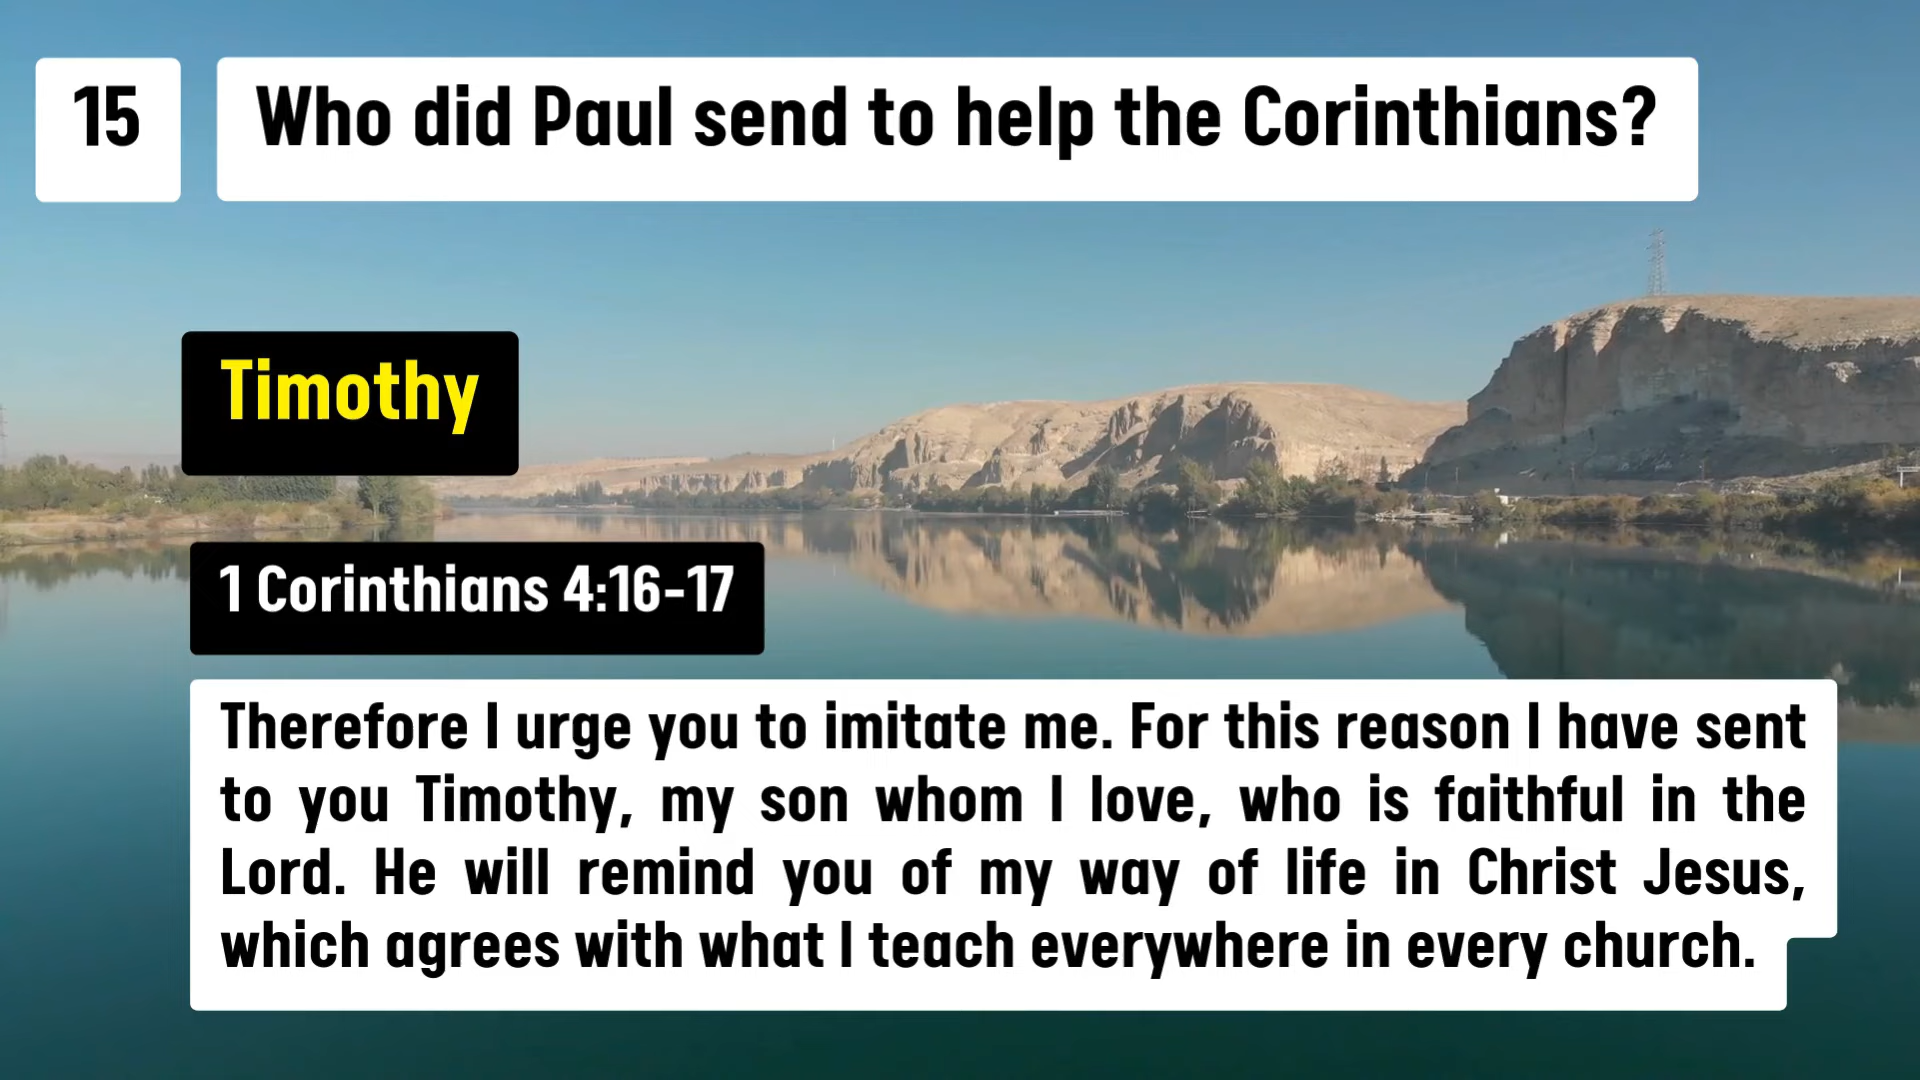 15
Who did Paul send to help the Corinthians?
Timothy
1 Corinthians 4:16-17
Therefore I urge you to imitate me. For this reason I have sent
to you Timothy, my son whom I love, who is faithful in the
Lord. He will remind you of my way of life in Christ Jesus,
which agrees with what I teach everywhere in every church.